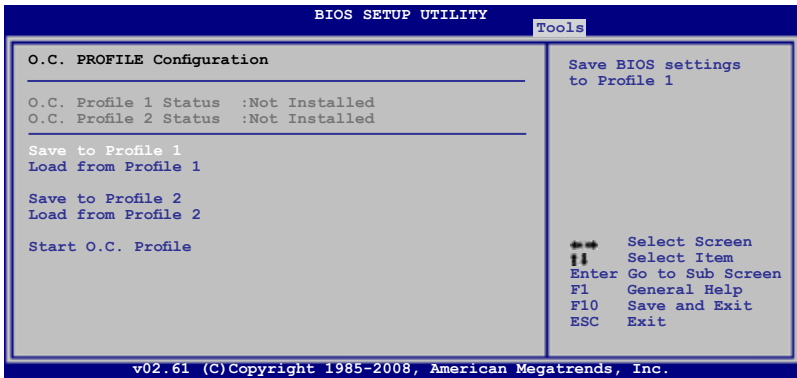 BIOS SETUP UTILITY
Tools
O.C. PROFILE Configuration
O.C. Profile 1 Status :Not Installed
O.C. Profile 2 Status :Not Installed
Save to Profile 1
Load from Profile 1
Save to Profile 2
Load from Profile 2
Start O.C. Profile
Save BIOS settings
to Profile 1
Select Screen
Select Item
Enter Go to Sub Screen
F1 General Help
F10 Save and Exit
ESC Exit
v02.61 (C)Copyright 1985-2008, American Megatrends, Inc.